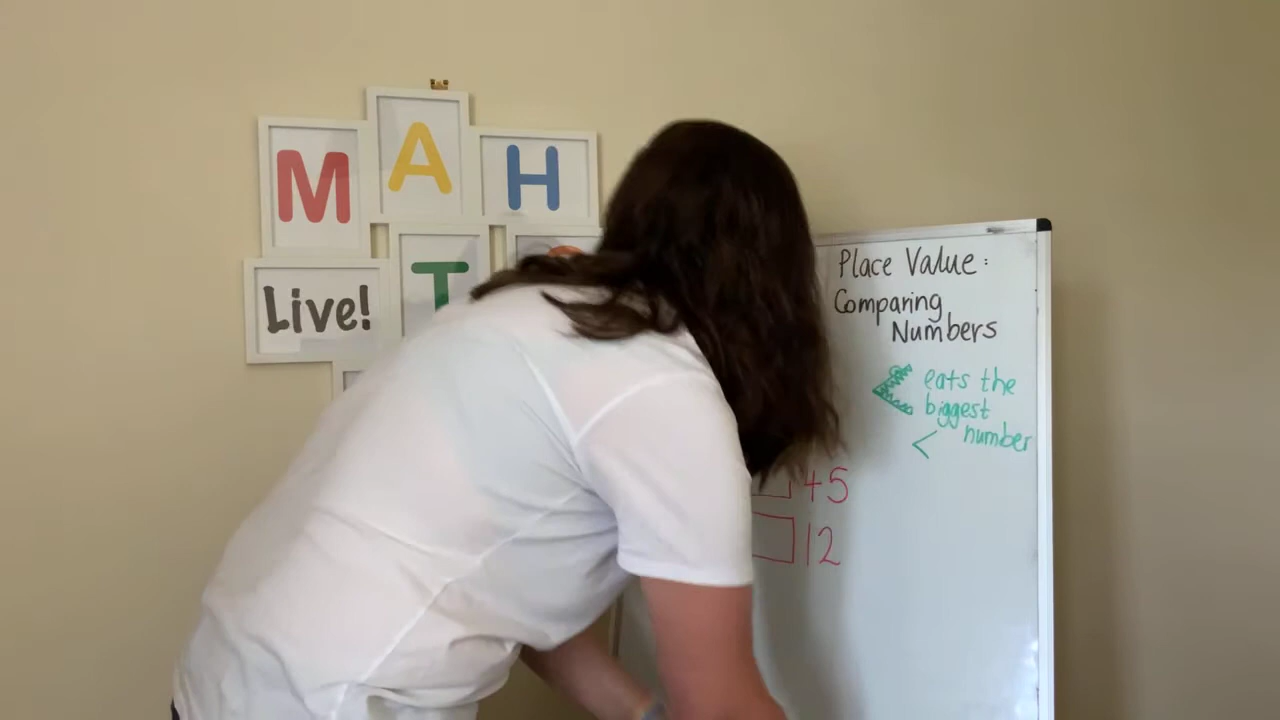 M A H
T
Live!
Place Value:
Comparing
Numbers
eats the
biggest
number
<
45
12